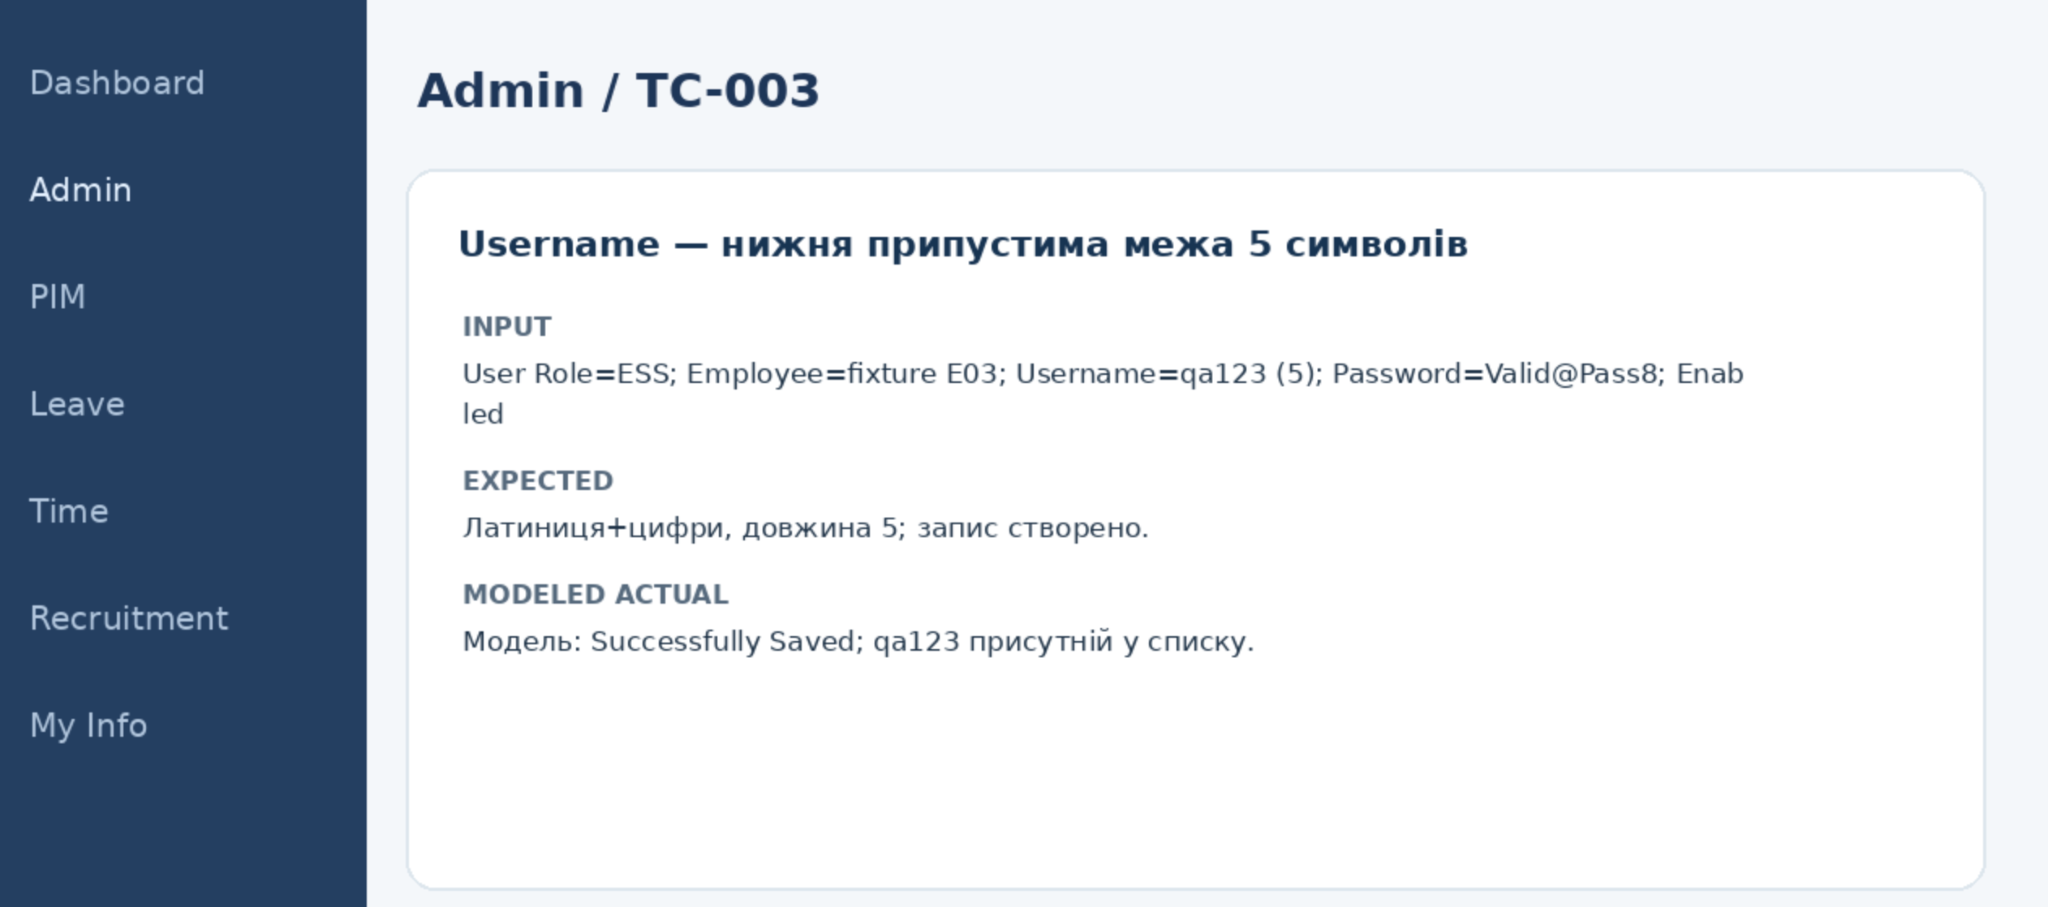 Dashboard
Admin
PIM
Leave
Time
Recruitment
My Info
Admin / TC-003
Username — нижня припустима межа 5 символів
INPUT
User Role=ESS; Employee=fixture E03; Username=qa123 (5); Password=Valid@Pass8; Enab
led
EXPECTED
Латиниця+цифри, довжина 5; запис створено.
MODELED ACTUAL
Модель: Successfully Saved; qa123 присутній у списку.